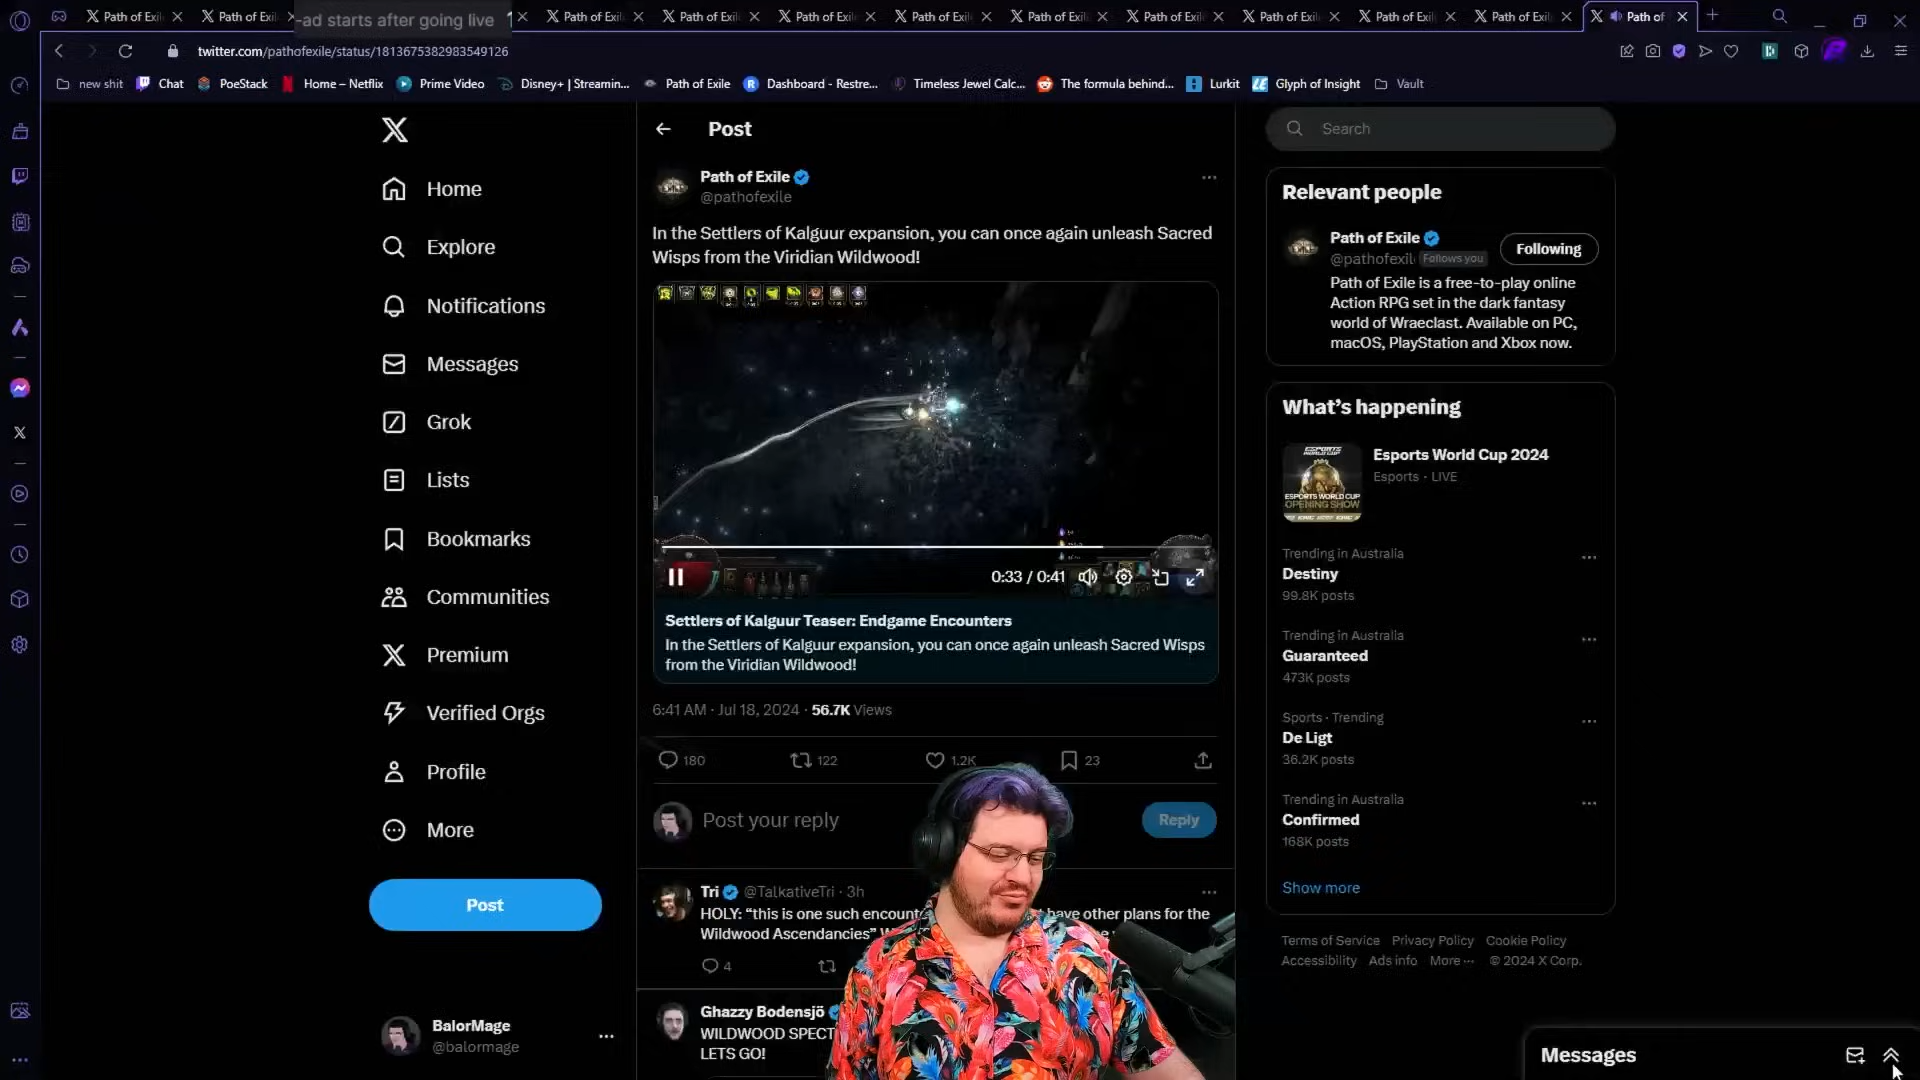 Path of Exil
Path of Exil
-ad starts after going live
Path of Exil
Path of Exil
Path of Exil
Path of Exil
Path of Exil
Path of Exil
Path of Exil
Path of Exil
Path of Exil
Path of
twitter.com/pathofexile/status/1813675382983549126
new shit
Chat
PoeStack
Home – Netflix
Prime Video
Disney+ | Streamin...
Path of Exile
Dashboard - Restre...
Timeless Jewel Calc...
The formula behind...
Lurkit
Glyph of Insight
Vault
Home
Explore
Notifications
Messages
Grok
Lists
Bookmarks
Communities
Premium
Verified Orgs
Profile
More
Post
BalorMage
@balormage
Post
Path of Exile
@pathofexile
In the Settlers of Kalguur expansion, you can once again unleash Sacred
Wisps from the Viridian Wildwood!
0:33 / 0:41
Settlers of Kalguur Teaser: Endgame Encounters
In the Settlers of Kalguur expansion, you can once again unleash Sacred Wisps
from the Viridian Wildwood!
6:41 AM · Jul 18, 2024 · 56.7K Views
180
122
1.2K
23
Post your reply
Reply
Tri @TalkativeTri · 3h
HOLY: “this is one such encount have other plans for the
Wildwood Ascendancies”
4
Ghazzy Bodensjö
WILDWOOD SPECT
LETS GO!
Search
Relevant people
Path of Exile
@pathofexil Follows you
Following
Path of Exile is a free-to-play online
Action RPG set in the dark fantasy
world of Wraeclast. Available on PC,
macOS, PlayStation and Xbox now.
What’s happening
ESPORTS
WORLD CUP
ESPORTS WORLD CUP
OPENING SHOW
Esports World Cup 2024
Esports · LIVE
Trending in Australia
Destiny
99.8K posts
Trending in Australia
Guaranteed
473K posts
Sports · Trending
De Ligt
36.2K posts
Trending in Australia
Confirmed
168K posts
Show more
Terms of Service Privacy Policy Cookie Policy
Accessibility Ads info More ··· © 2024 X Corp.
Messages